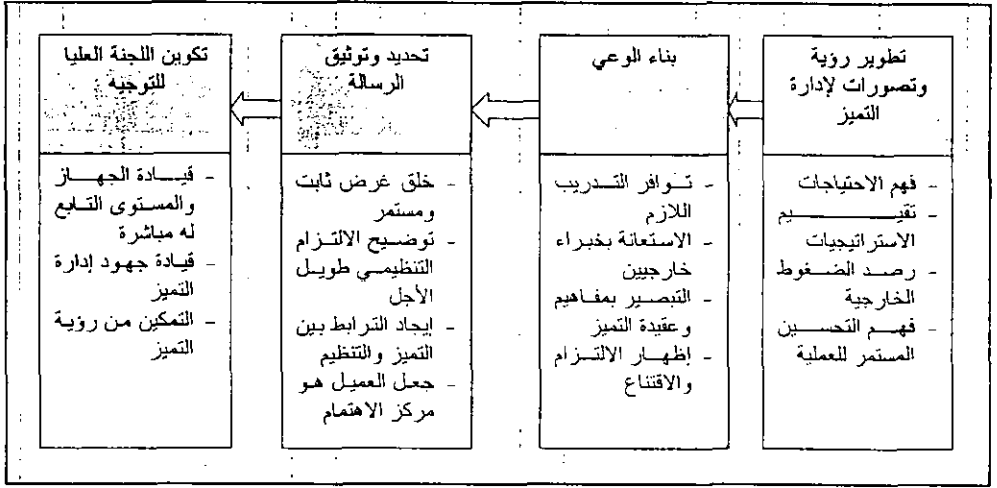 تطوير رؤية
وتصورات لإدارة
التميز
- فهم الاحتياجات
- تقييم
الاستراتيجيات
- رصد الضغوط
الخارجية
- فهم التحسين
المستمر للعملية
بناء الوعي
- توافر التدريب
اللازم
- الاستعانة بخبراء
خارجيين
- التبصير بمفاهيم
وعقيدة التميز
- إظهار الالتزام
والاقتناع
تحديد وتوثيق
الرسالة
- خلق غرض ثابت
ومستمر
- توضيح الالتزام
التنظيمي طويل
الأجل
- ايجاد الترابط بين
التميز والتنظيم
- جعل العميل هو
مركز الاهتمام
تكوين اللجنة العليا
للتوجيه
- قيادة الجهاز
والمستوى التابع
له مباشرة
- قيادة جهود إدارة
التميز
- التمكين من رؤية
التميز